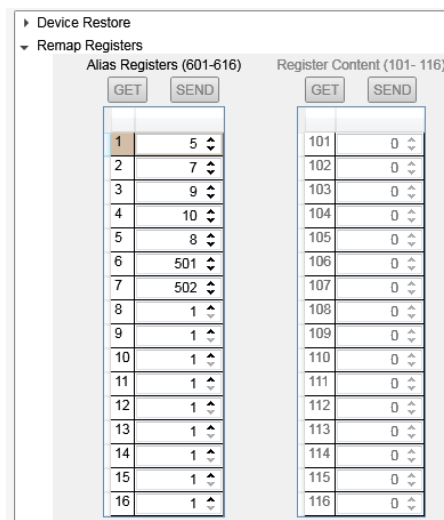 Device Restore
Remap Registers
Alias Registers (601-616) Register Content (101- 116)
GET SEND GET SEND
1 5 101 0
2 7 102 0
3 9 103 0
4 10 104 0
5 8 105 0
6 501 106 0
7 502 107 0
8 1 108 0
9 1 109 0
10 1 110 0
11 1 111 0
12 1 112 0
13 1 113 0
14 1 114 0
15 1 115 0
16 1 116 0